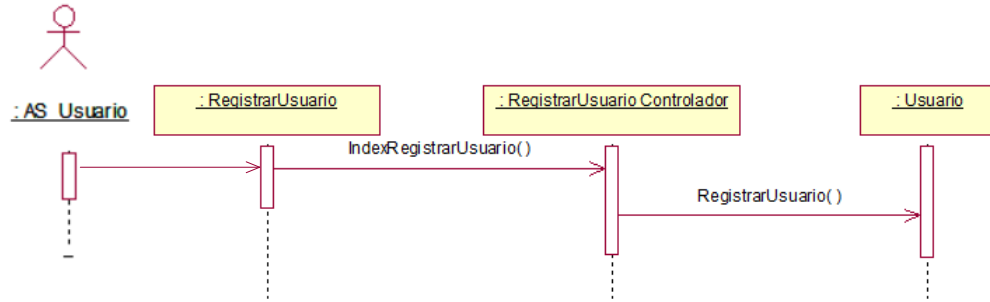 : AS_Usuario
: RegistrarUsuario
: RegistrarUsuario Controlador
: Usuario
IndexRegistrarUsuario( )
RegistrarUsuario( )